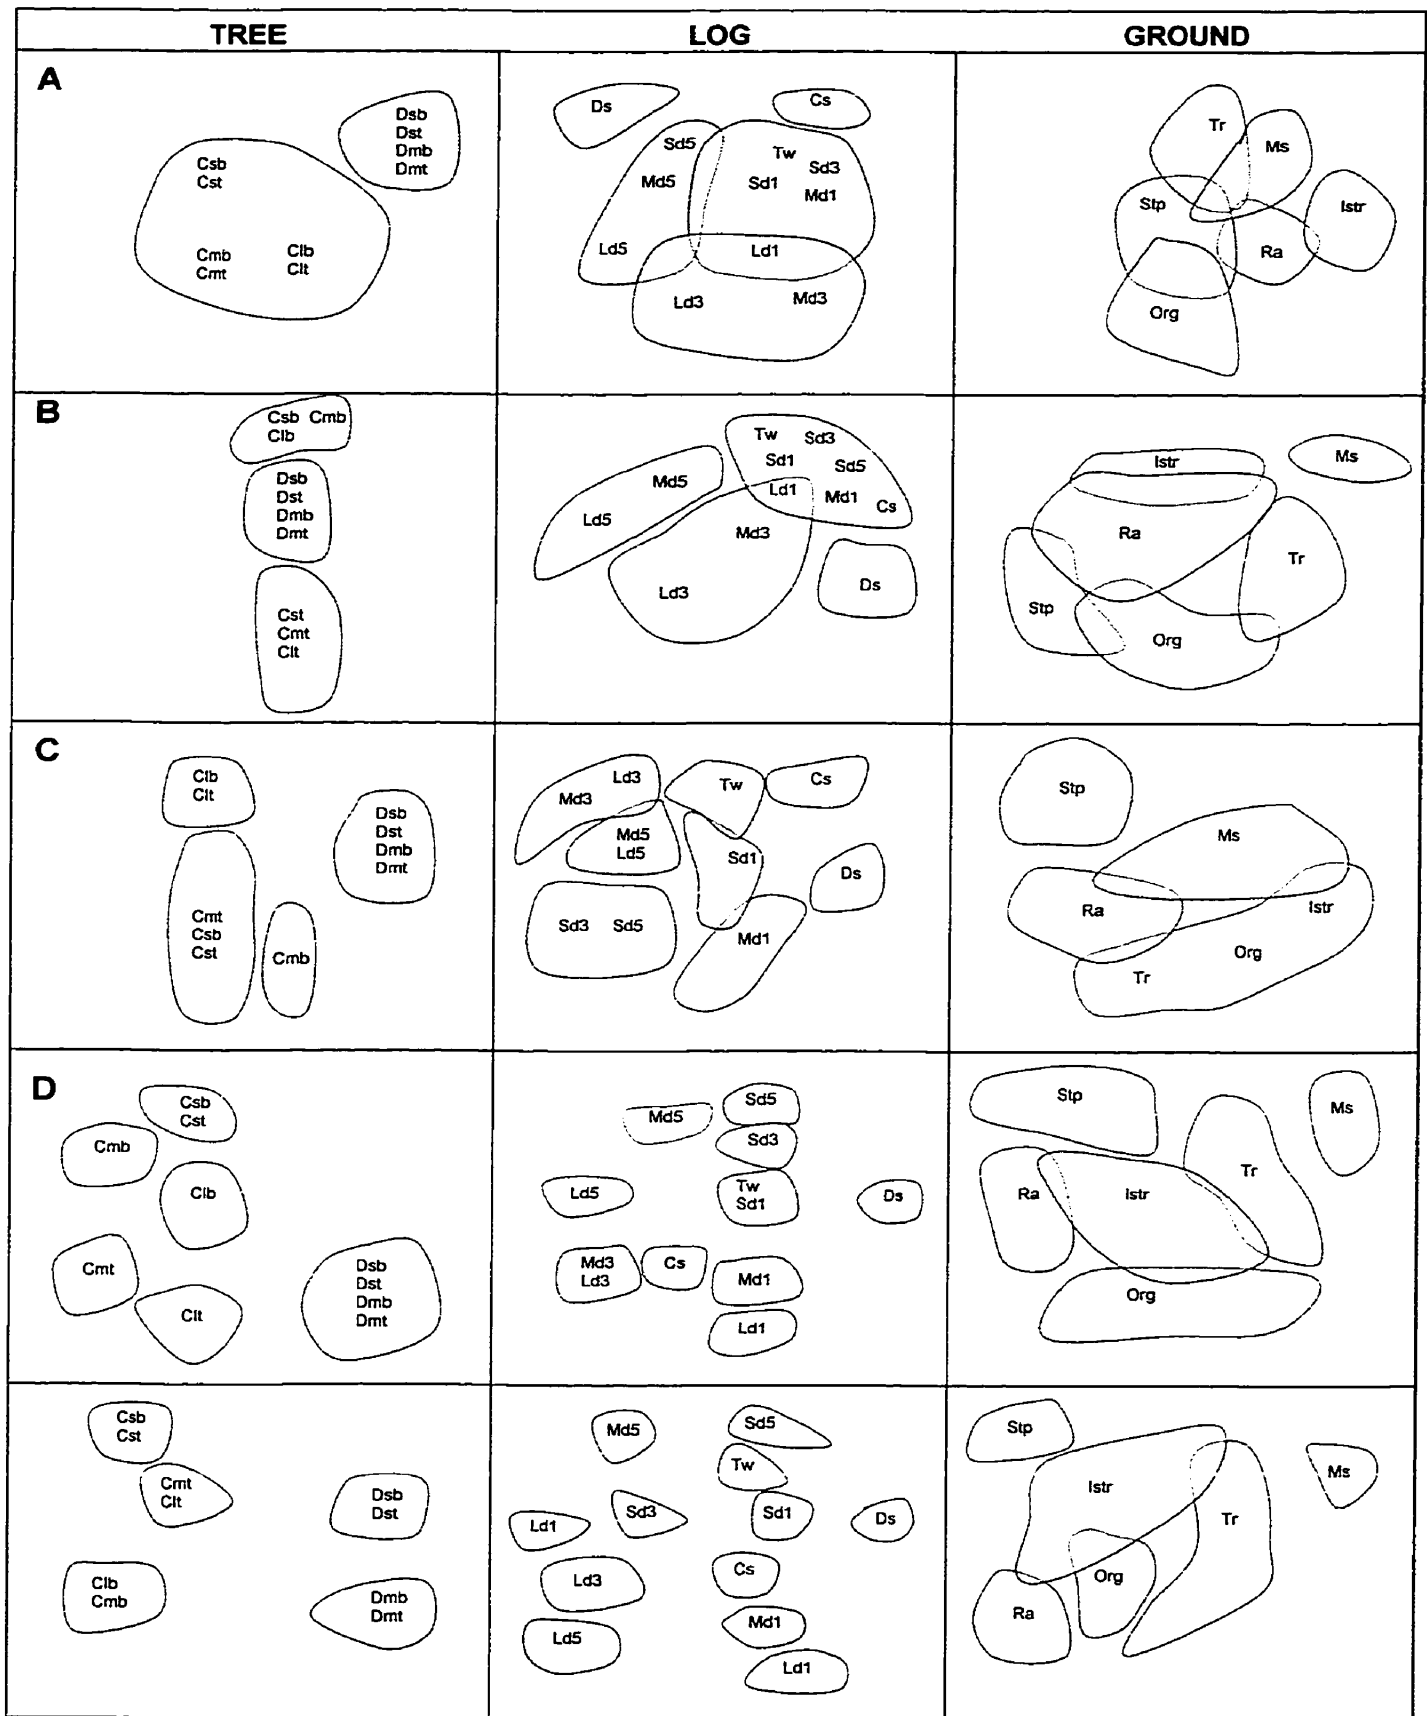 TREE LOG GROUND
A
Dsb
Dst
Dmb
Dmt
Csb
Cst
Cmb
Cmt
Clb
Clt
Ds
Cs
Sd5
Md5
Ld5
Tw
Sd3
Sd1
Md1
Ld1
Ld3
Md3
Tr
Ms
Stp
Istr
Ra
Org
B
Csb Cmb
Clb
Dsb
Dst
Dmb
Dmt
Cst
Cmt
Clt
Tw
Sd3
Sd1
Sd5
Md5
Ld1
Md1
Cs
Ld5
Md3
Ds
Ld3
Istr
Ms
Ra
Tr
Stp
Org
C
Clb
Clt
Dsb
Dst
Dmb
Dmt
Cmt
Csb
Cst
Cmb
Ld3
Md3
Tw
Cs
Md5
Ld5
Sd1
Ds
Sd3 Sd5
Md1
Stp
Ms
Ra
Istr
Org
Tr
D
Csb
Cst
Cmb
Clb
Cmt
Clt
Dsb
Dst
Dmb
Dmt
Sd5
Md5
Sd3
Tw
Sd1
Ld5
Ds
Md3
Ld3
Cs
Md1
Ld1
Stp
Ms
Ra
Istr
Tr
Org
Csb
Cst
Cmt
Clt
Dsb
Dst
Clb
Cmb
Dmb
Dmt
Md5
Sd5
Tw
Ld1
Sd3
Sd1
Ds
Ld3
Cs
Ld5
Md1
Ld1
Stp
Istr
Ms
Tr
Org
Ra